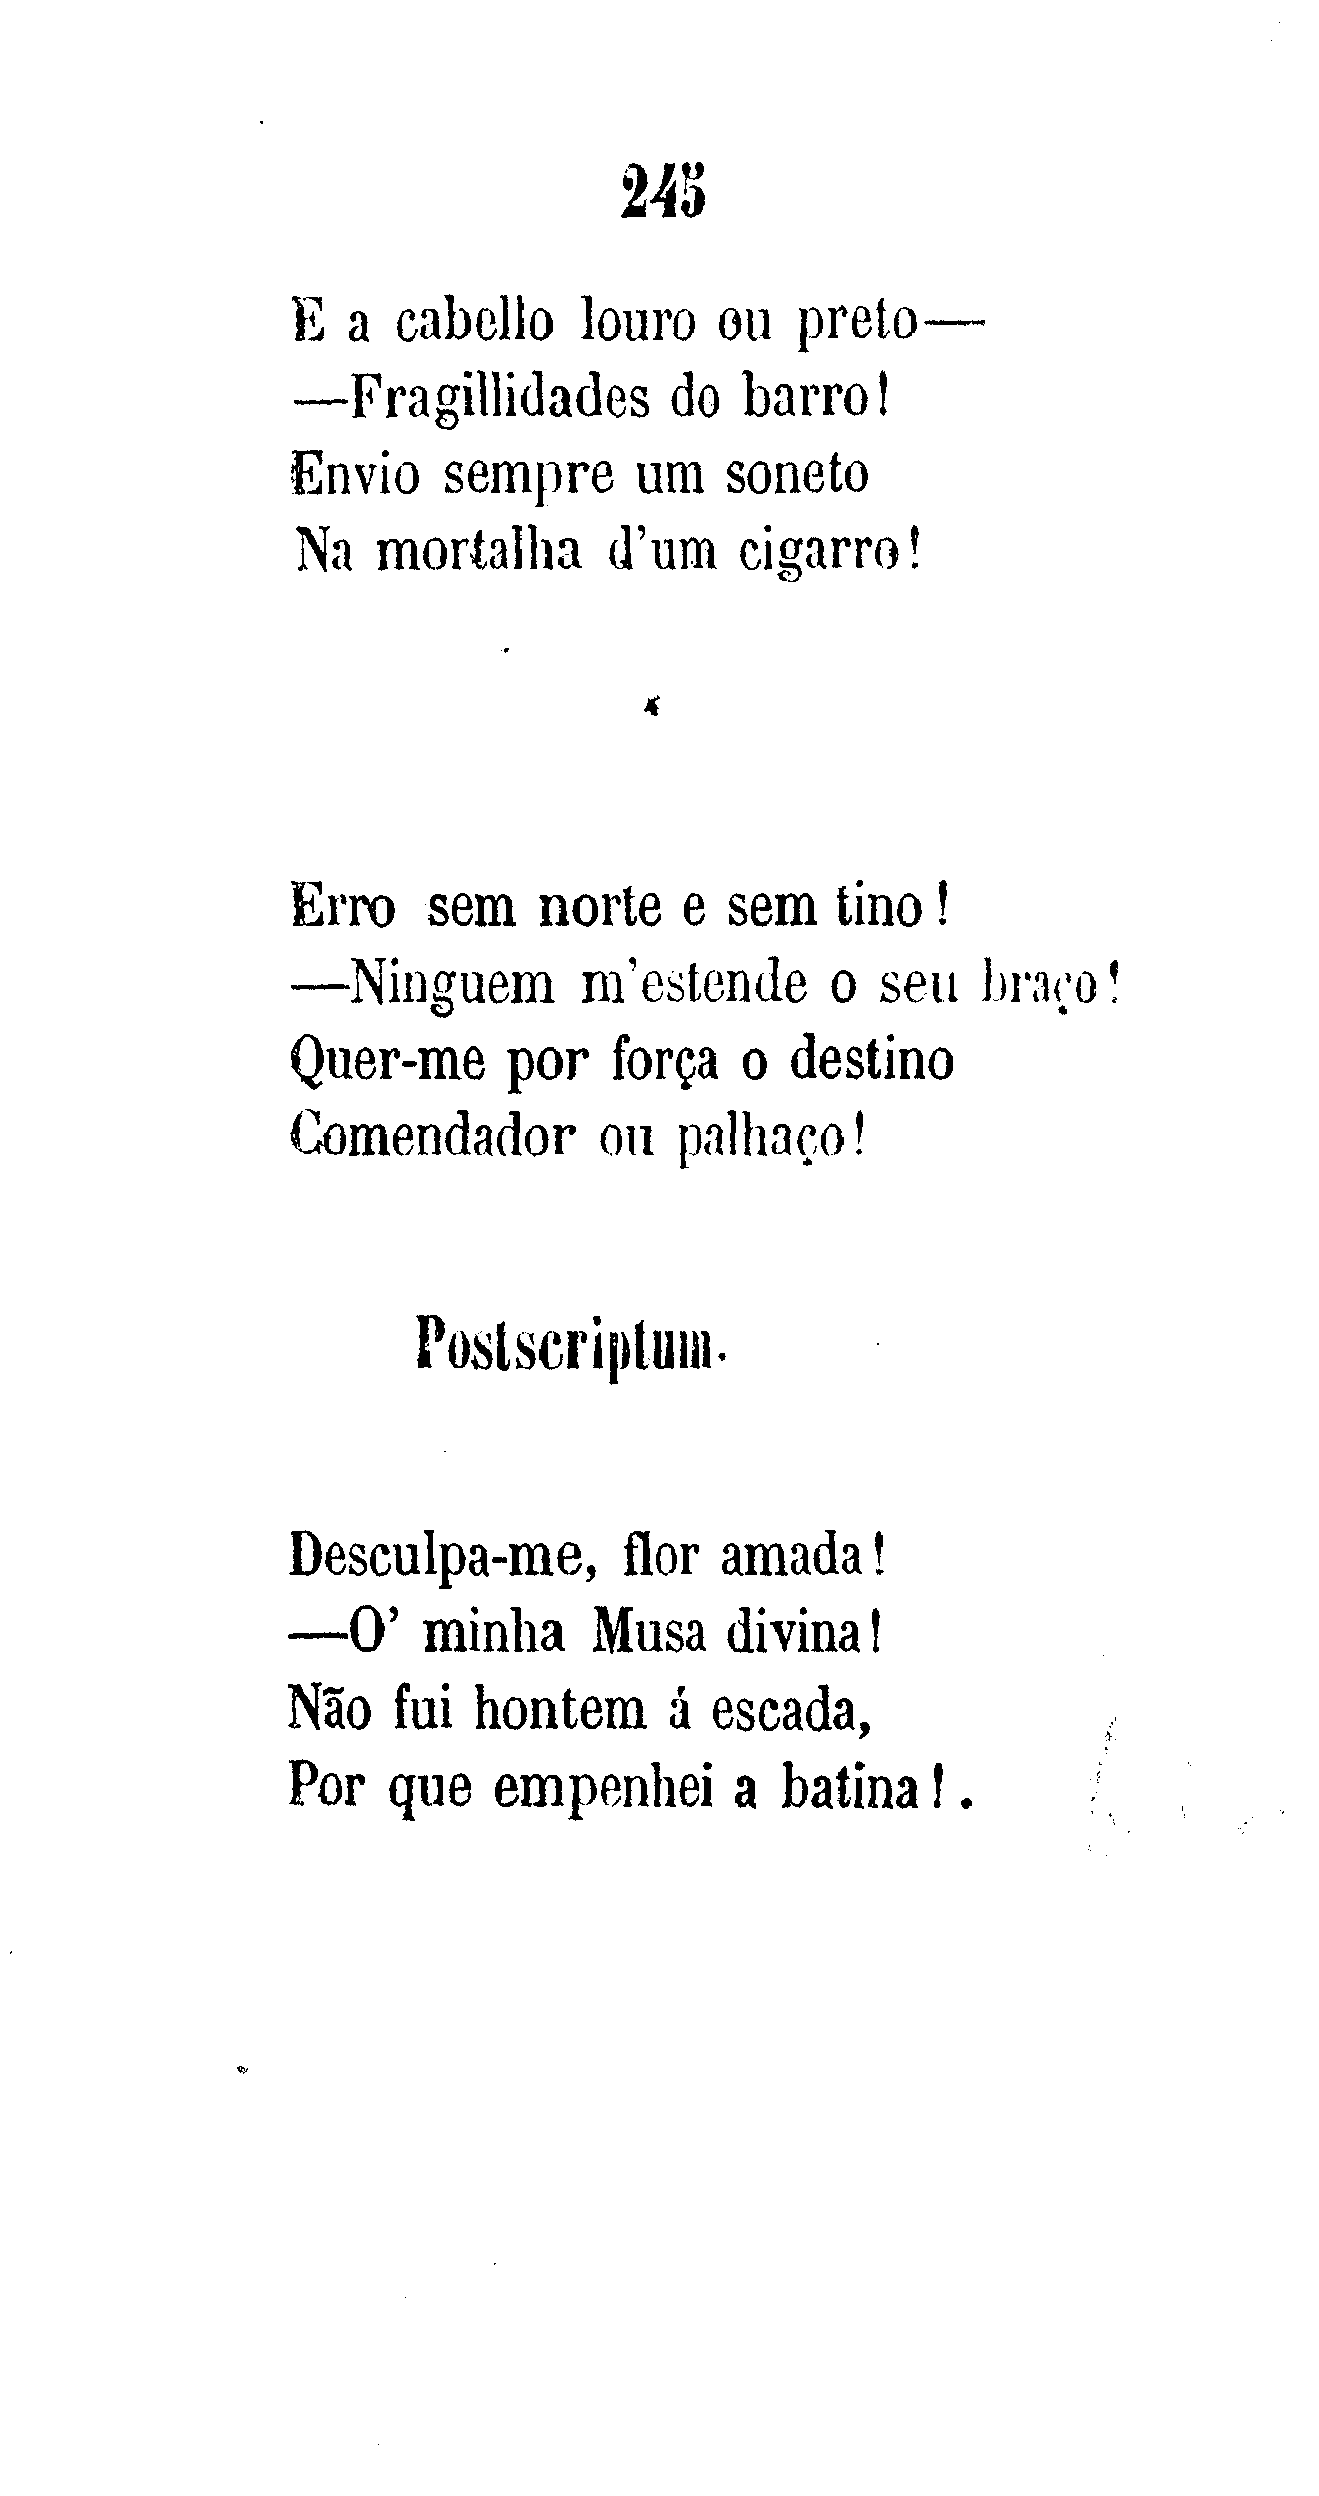 245
E a cabello louro ou preto—
—Fragillidades do barro!
Envio sempre um soneto
Na mortalha d'um cigarro!
*
Erro sem norte e sem tino!
—Ninguem m'estende o seu braço!
Quer-me por força o destino
Comendador ou palhaço!
Postscriptum.
Desculpa-me, flor amada!
—O' minha Musa divina!
Não fui hontem á escada,
Por que empenhei a batina!.